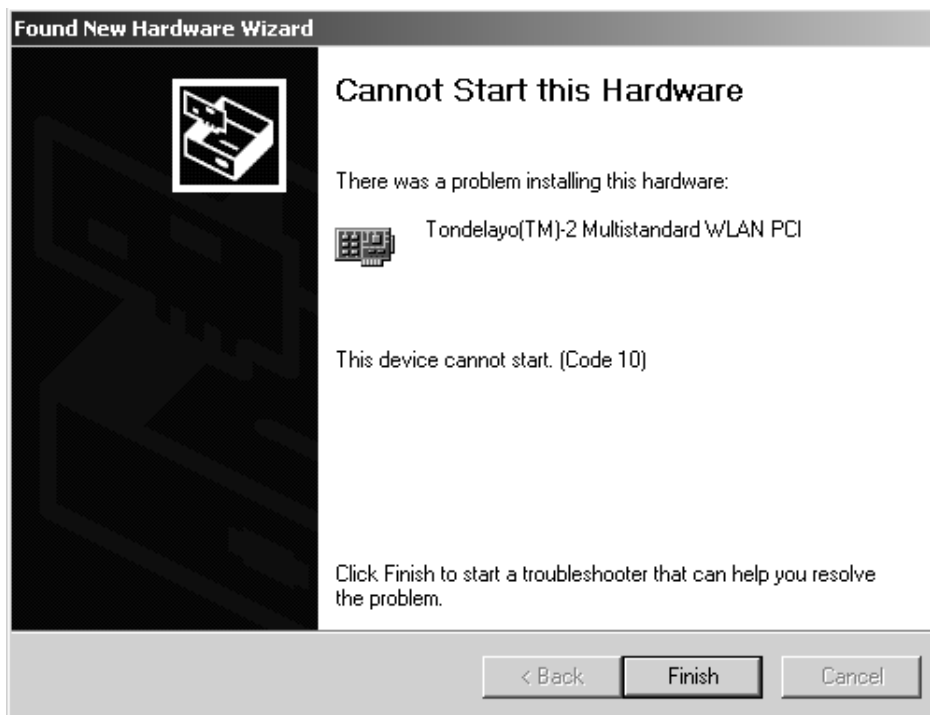 Found New Hardware Wizard
Cannot Start this Hardware
There was a problem installing this hardware:
Tondelayo(TM)-2 Multistandard WLAN PCI
This device cannot start. (Code 10)
Click Finish to start a troubleshooter that can help you resolve
the problem.
< Back
Finish
Cancel